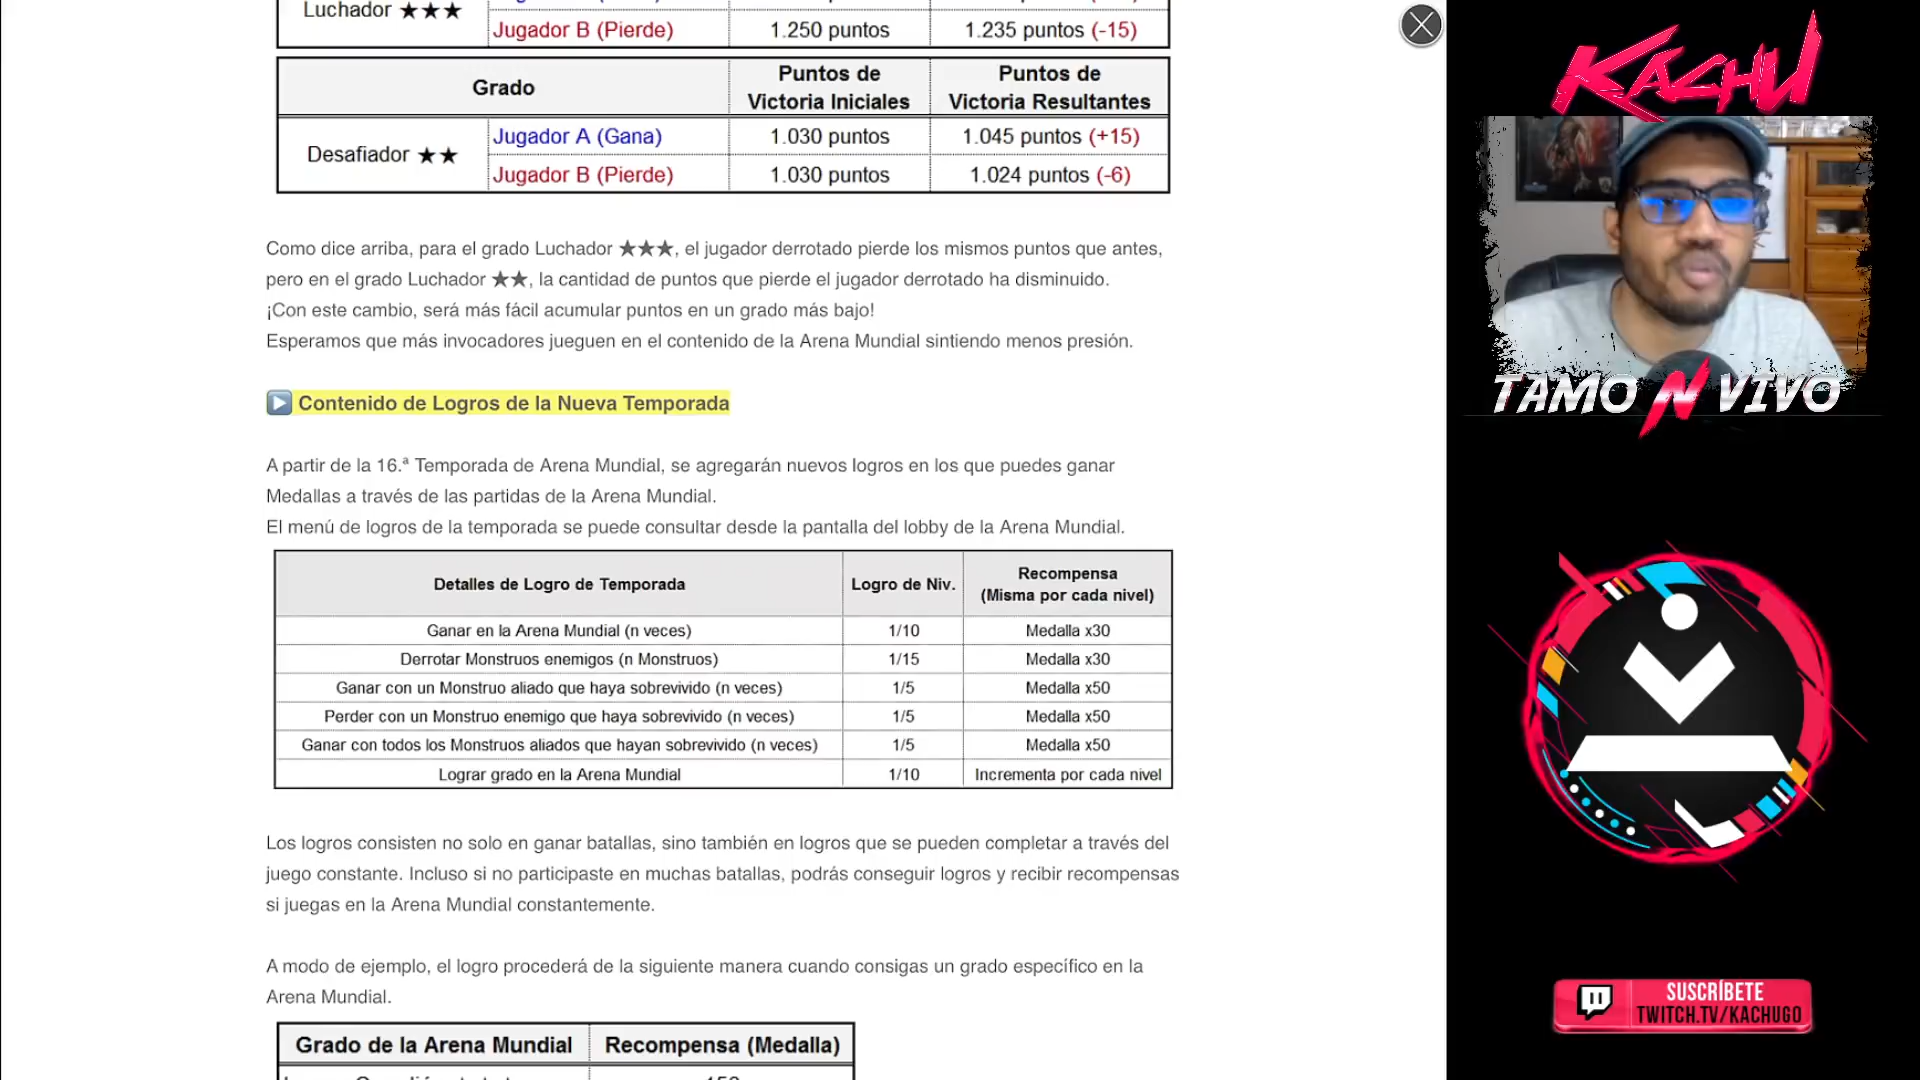 Luchador ★★★
Jugador B (Pierde) 1.250 puntos 1.235 puntos (-15)
Grado Puntos de Victoria Iniciales Puntos de Victoria Resultantes
Desafiador ★★
Jugador A (Gana) 1.030 puntos 1.045 puntos (+15)
Jugador B (Pierde) 1.030 puntos 1.024 puntos (-6)
Como dice arriba, para el grado Luchador ★★★, el jugador derrotado pierde los mismos puntos que antes,
pero en el grado Luchador ★★, la cantidad de puntos que pierde el jugador derrotado ha disminuido.
¡Con este cambio, será más fácil acumular puntos en un grado más bajo!
Esperamos que más invocadores jueguen en el contenido de la Arena Mundial sintiendo menos presión.
Contenido de Logros de la Nueva Temporada
A partir de la 16.ª Temporada de Arena Mundial, se agregarán nuevos logros en los que puedes ganar
Medallas a través de las partidas de la Arena Mundial.
El menú de logros de la temporada se puede consultar desde la pantalla del lobby de la Arena Mundial.
Detalles de Logro de Temporada Logro de Niv. Recompensa (Misma por cada nivel)
Ganar en la Arena Mundial (n veces) 1/10 Medalla x30
Derrotar Monstruos enemigos (n Monstruos) 1/15 Medalla x30
Ganar con un Monstruo aliado que haya sobrevivido (n veces) 1/5 Medalla x50
Perder con un Monstruo enemigo que haya sobrevivido (n veces) 1/5 Medalla x50
Ganar con todos los Monstruos aliados que hayan sobrevivido (n veces) 1/5 Medalla x50
Lograr grado en la Arena Mundial 1/10 Incrementa por cada nivel
Los logros consisten no solo en ganar batallas, sino también en logros que se pueden completar a través del
juego constante. Incluso si no participaste en muchas batallas, podrás conseguir logros y recibir recompensas
si juegas en la Arena Mundial constantemente.
A modo de ejemplo, el logro procederá de la siguiente manera cuando consigas un grado específico en la
Arena Mundial.
Grado de la Arena Mundial Recompensa (Medalla)
KACHU
TAMO N VIVO
SUSCRÍBETE
TWITCH.TV/KACHUGO